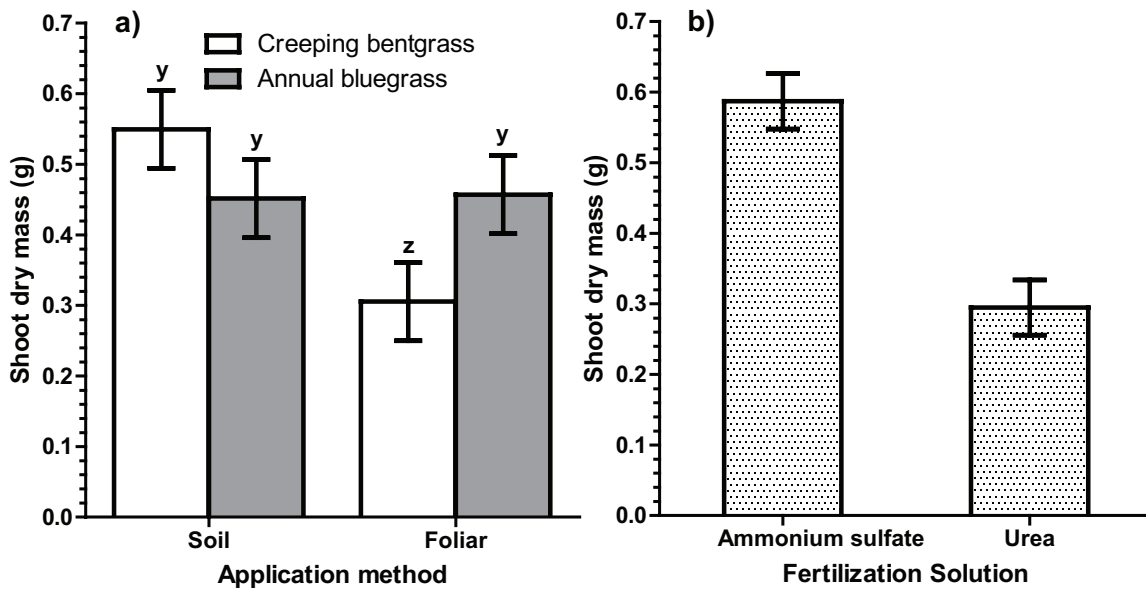 a)
Creeping bentgrass
Annual bluegrass
y
y
z
y
Shoot dry mass (g)
0.7
0.6
0.5
0.4
0.3
0.2
0.1
0.0
Soil
Foliar
Application method
b)
Shoot dry mass (g)
0.7
0.6
0.5
0.4
0.3
0.2
0.1
0.0
Ammonium sulfate
Urea
Fertilization Solution